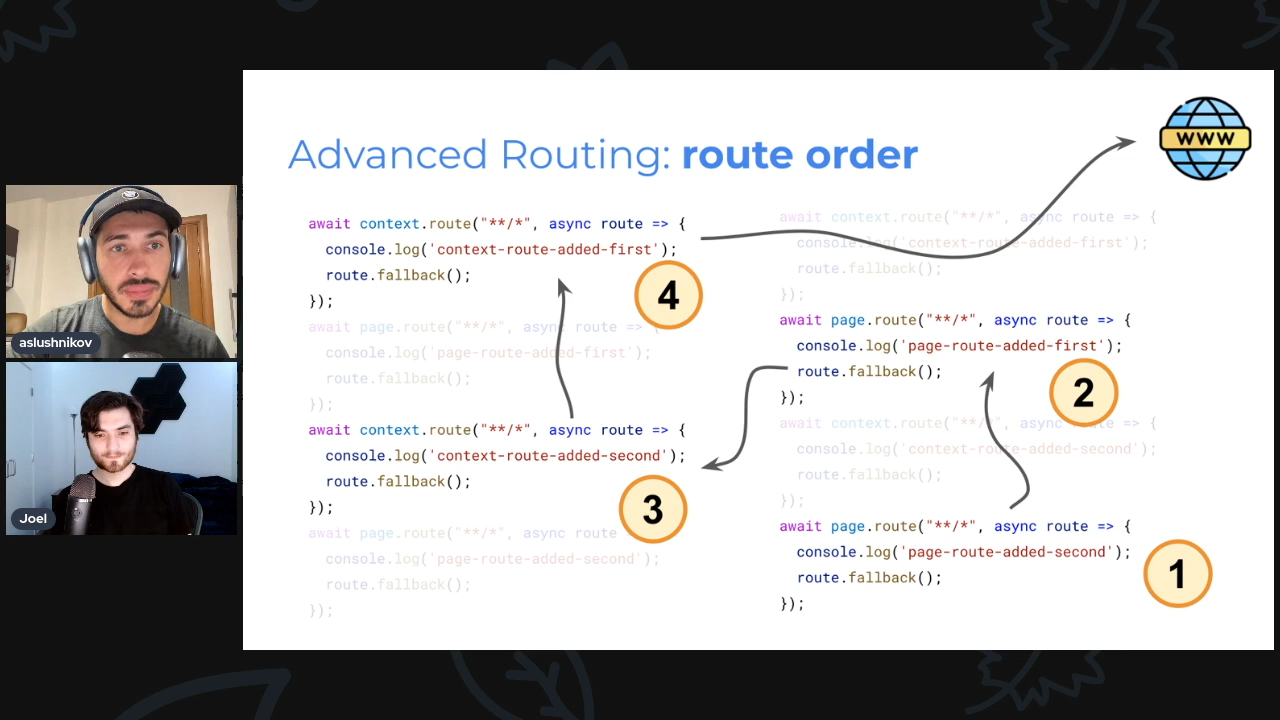 Advanced Routing: route order
WWW
await context.route("**/*", async route => {
console.log('context-route-added-first');
route.fallback();
});
await page.route("**/*", async route => {
console.log('page-route-added-first');
route.fallback();
});
await context.route("**/*", async route => {
console.log('context-route-added-second');
route.fallback();
});
await page.route("**/*", async route
console.log('page-route-added-second');
route.fallback();
});
4
3
await context.route("**/*", async route => {
console.log('context-route-added-first');
route.fallback();
});
await page.route("**/*", async route => {
console.log('page-route-added-first');
route.fallback();
});
await context.route("**/*", async route => {
console.log('context-route-added-second');
route.fallback();
});
await page.route("**/*", async route => {
console.log('page-route-added-second');
route.fallback();
});
2
1
aslushnikov
Joel